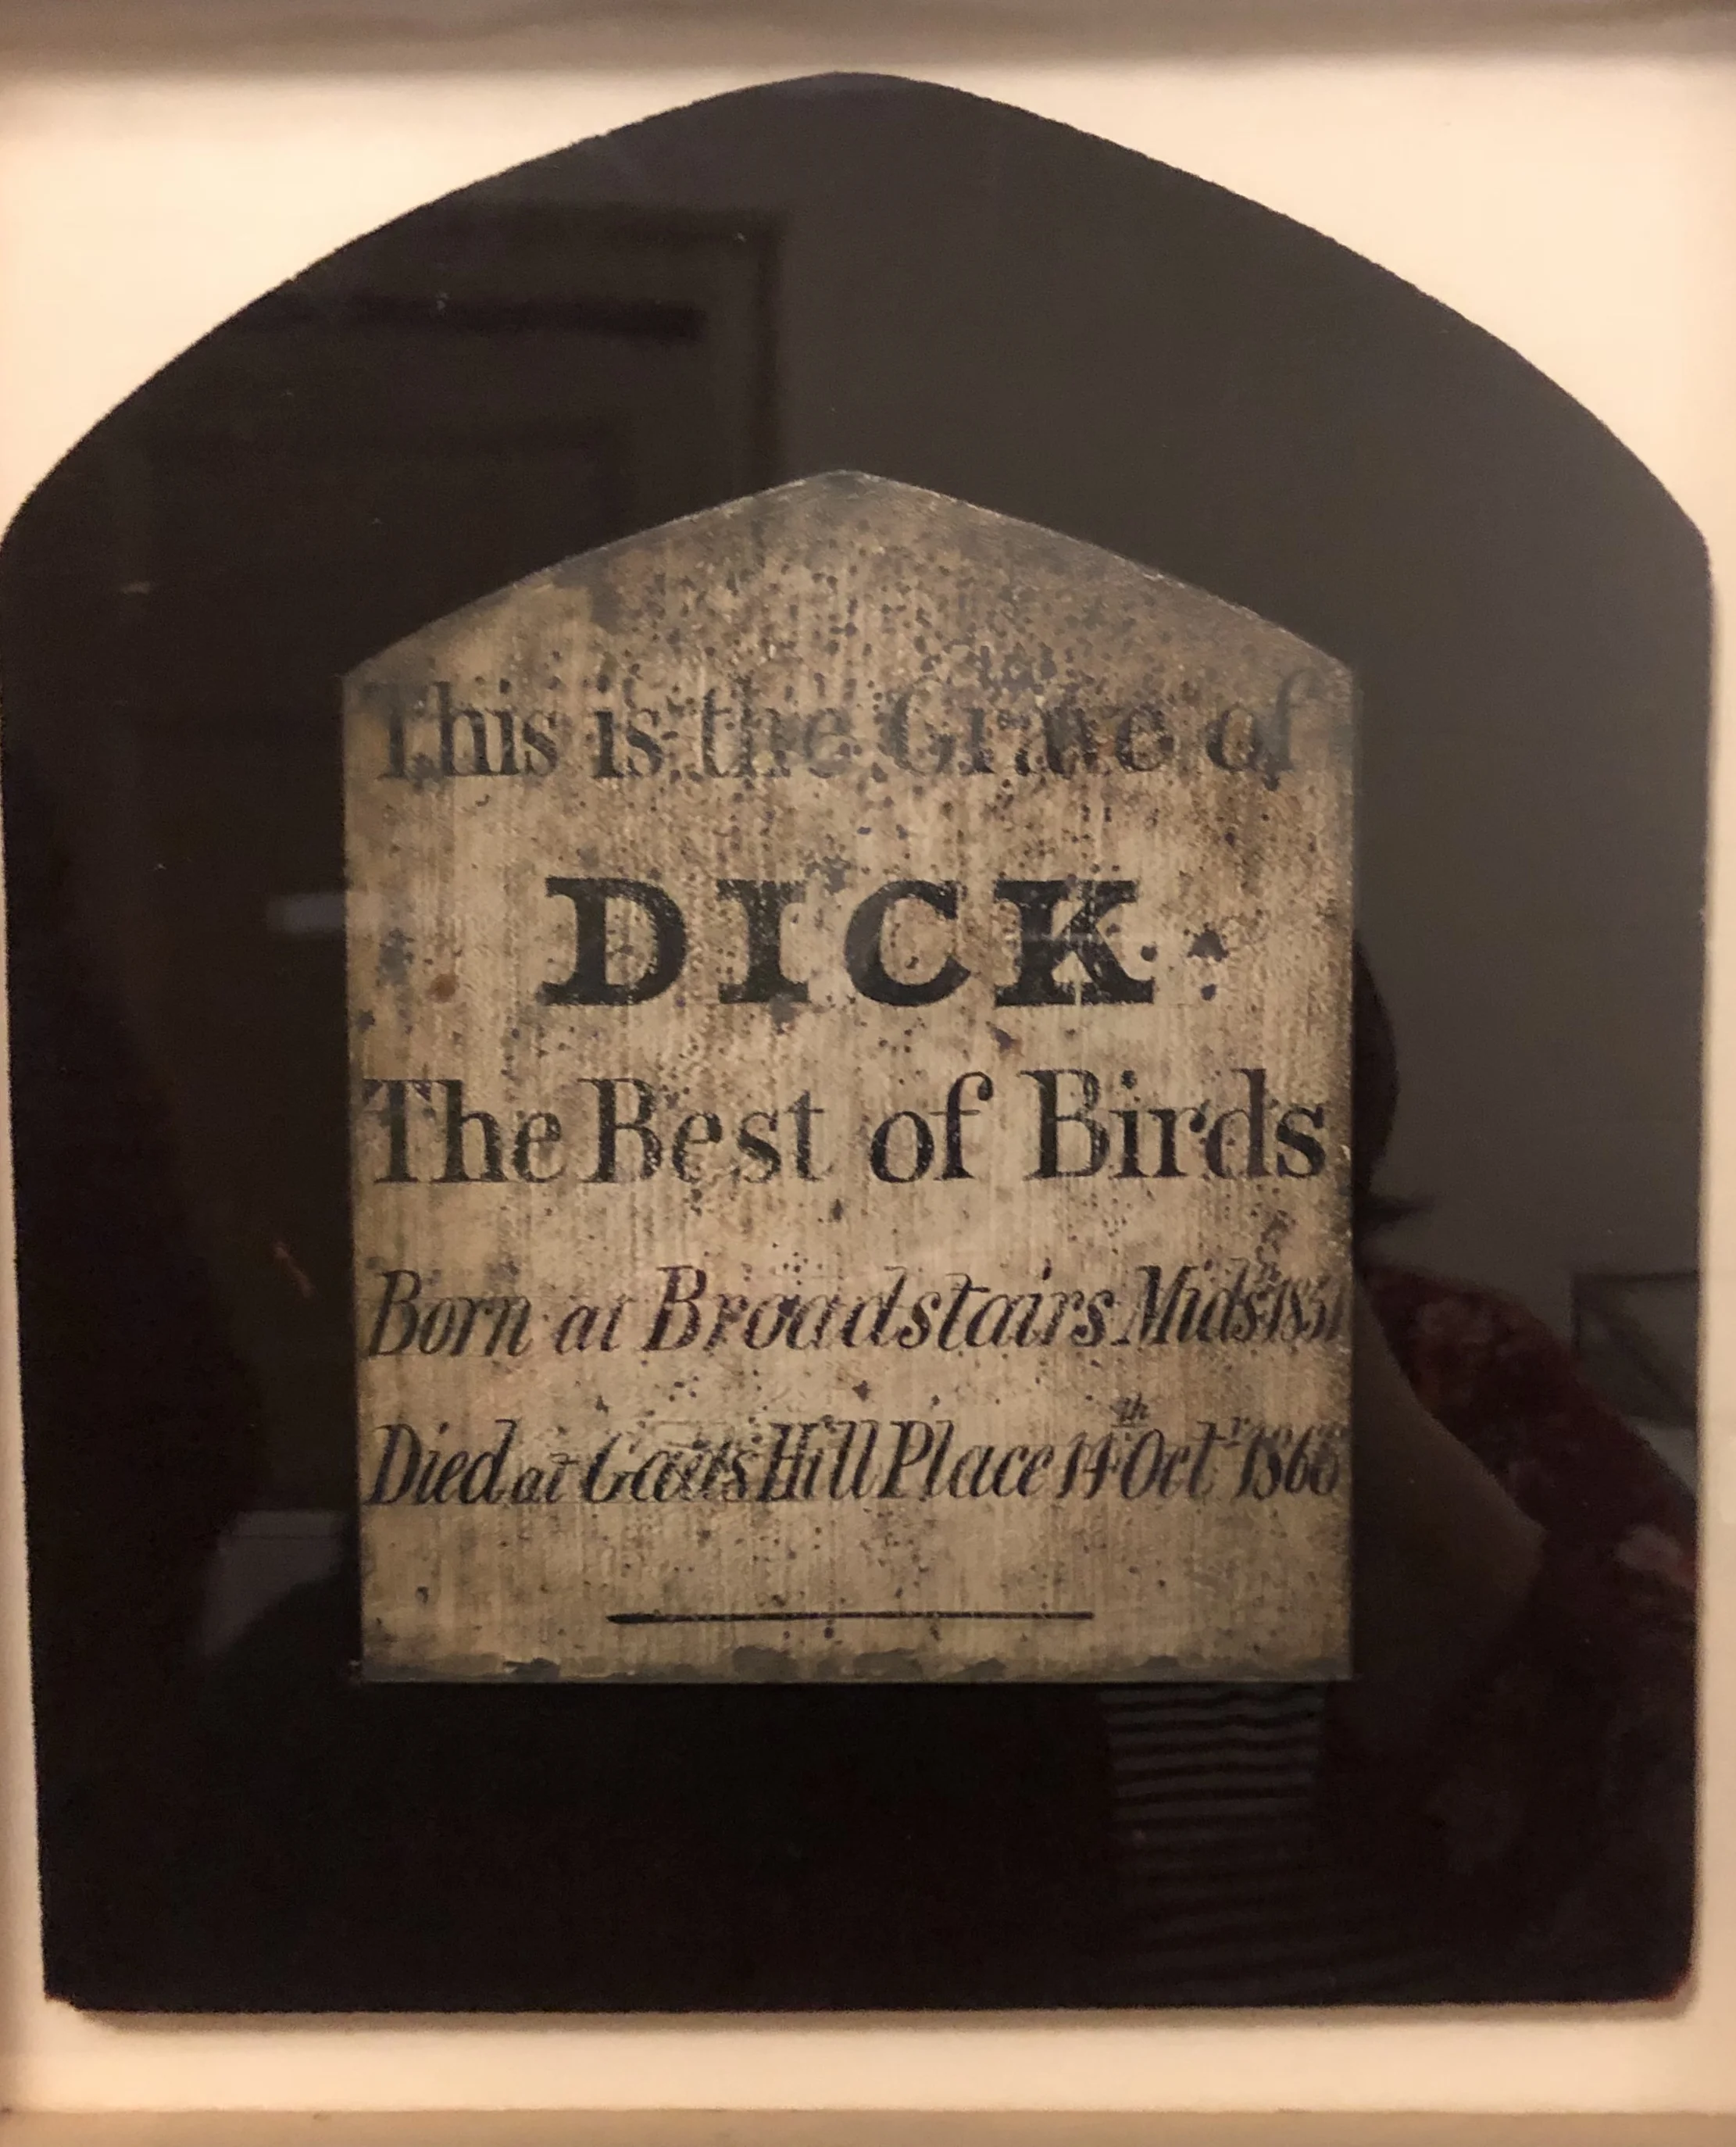 This is the Grave of
DICK.
The Best of Birds
Born at Broadstairs Mids.r 1851
Died at Gad's Hill Place 14th Oct.r 1866